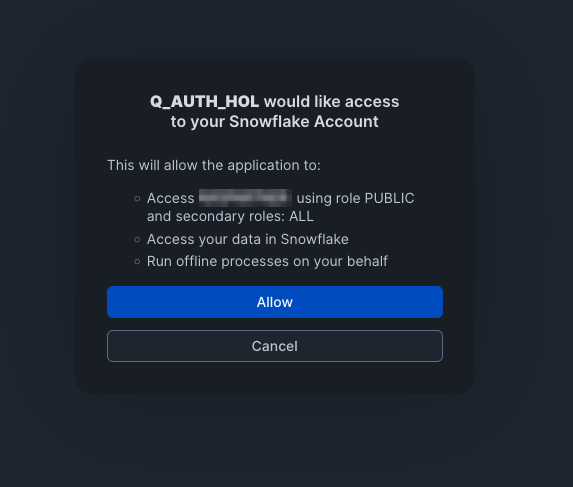 Q_AUTH_HOL would like access
to your Snowflake Account
This will allow the application to:
Access using role PUBLIC
and secondary roles: ALL
Access your data in Snowflake
Run offline processes on your behalf
Allow
Cancel